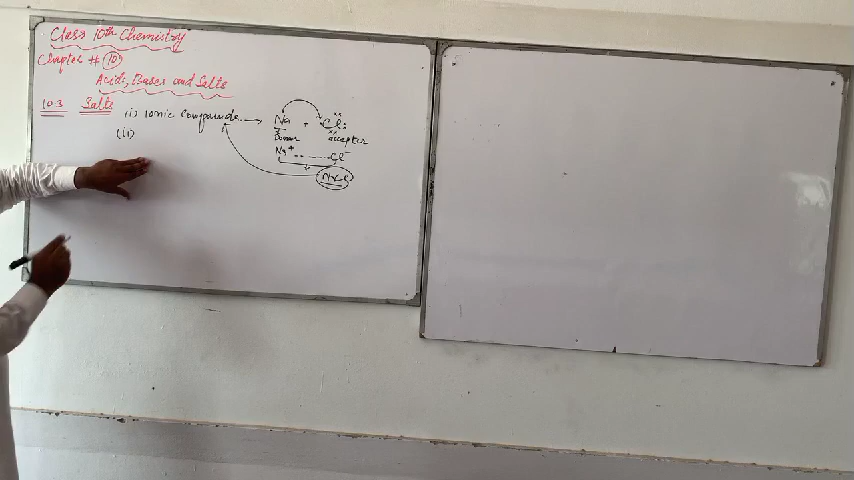 Class 10th Chemistry
Chapter # 10
Acids, Bases and Salts
10.3 Salts
(i) Ionic compounds → Na + Cl
Donor acceptor
Na+ ...... Cl-
NaCl
(ii)